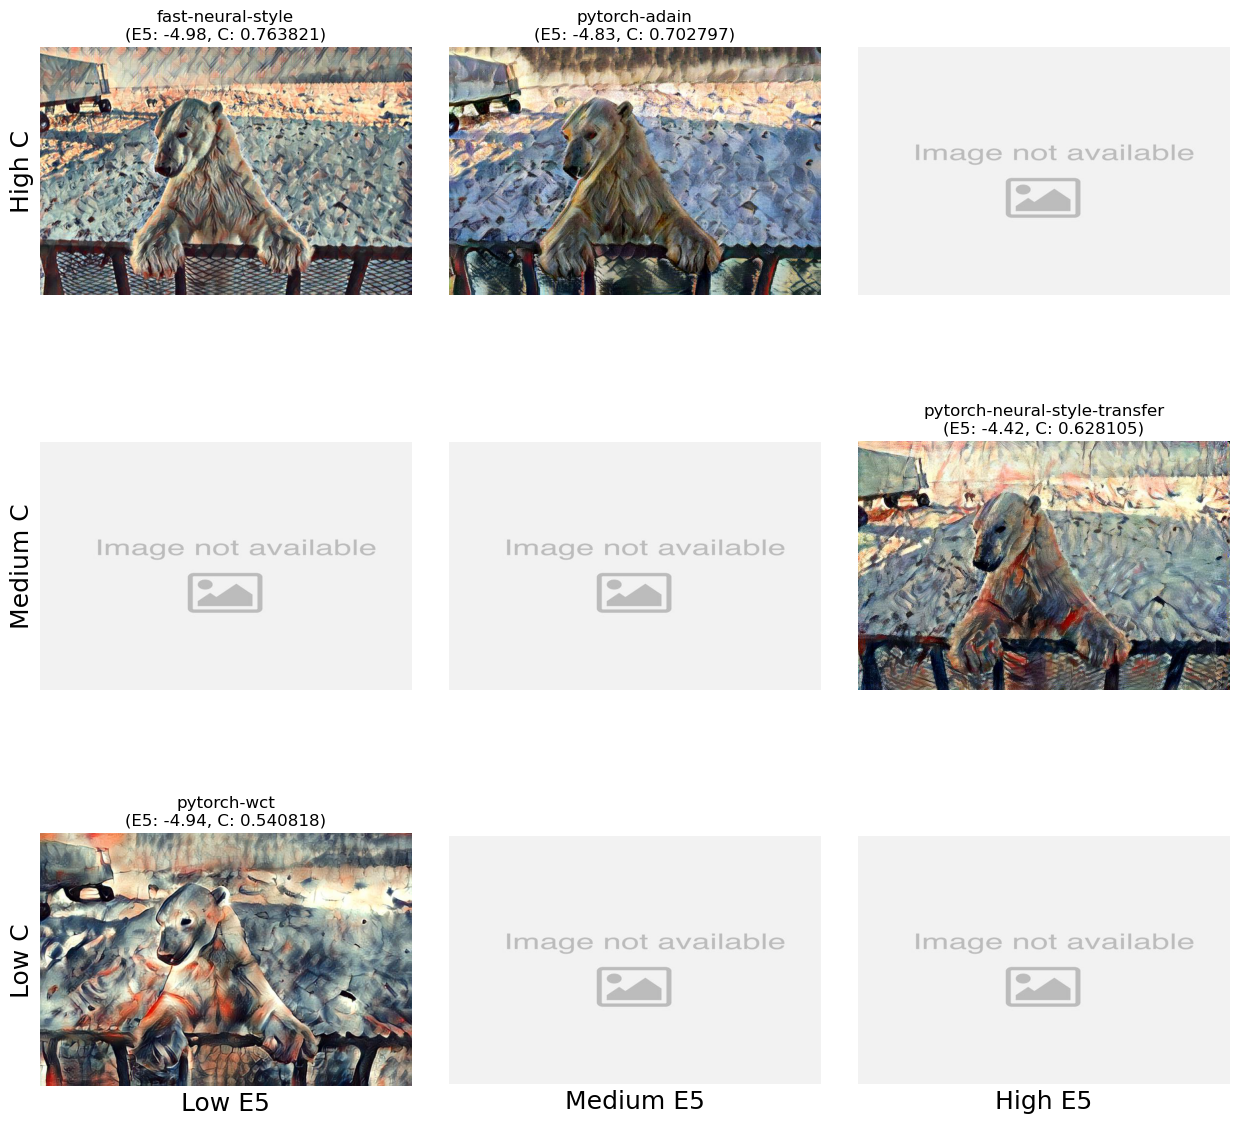 fast-neural-style
(E5: -4.98, C: 0.763821)
pytorch-adain
(E5: -4.83, C: 0.702797)
High C
Image not available
pytorch-neural-style-transfer
(E5: -4.42, C: 0.628105)
Medium C
Image not available
Image not available
pytorch-wct
(E5: -4.94, C: 0.540818)
Low C
Image not available
Image not available
Low E5
Medium E5
High E5